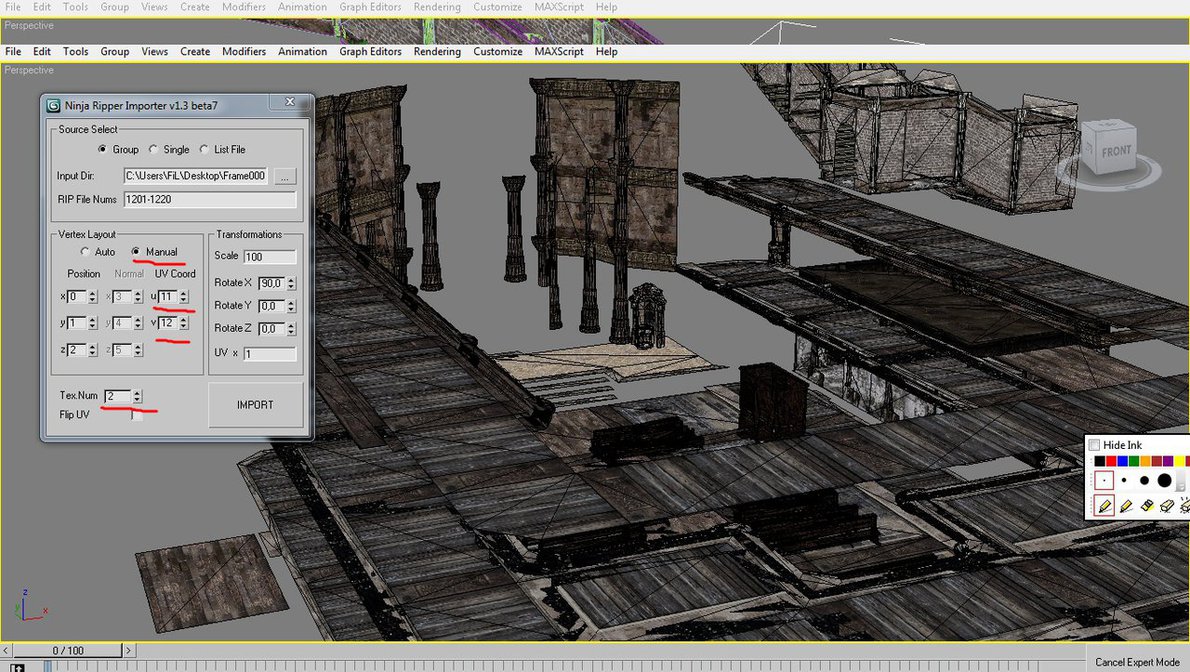 File Edit Tools Group Views Create Modifiers Animation Graph Editors Rendering Customize MAXScript Help
Perspective
File Edit Tools Group Views Create Modifiers Animation Graph Editors Rendering Customize MAXScript Help
Perspective
Ninja Ripper Importer v1.3 beta7
Source Select
Group Single List File
Input Dir: C:\Users\FiL\Desktop\Frame000 ...
RIP File Nums 1201-1220
Vertex Layout
Auto Manual
Position Normal UV Coord
x 0 x 3 u 11
y 1 y 4 v 12
z 2 z 5
Tex.Num 2
Flip UV
Transformations
Scale 100
Rotate X 90,0
Rotate Y 0,0
Rotate Z 0,0
UV x 1
IMPORT
FRONT
Hide Ink
z
y
x
0 / 100
Cancel Expert Mode